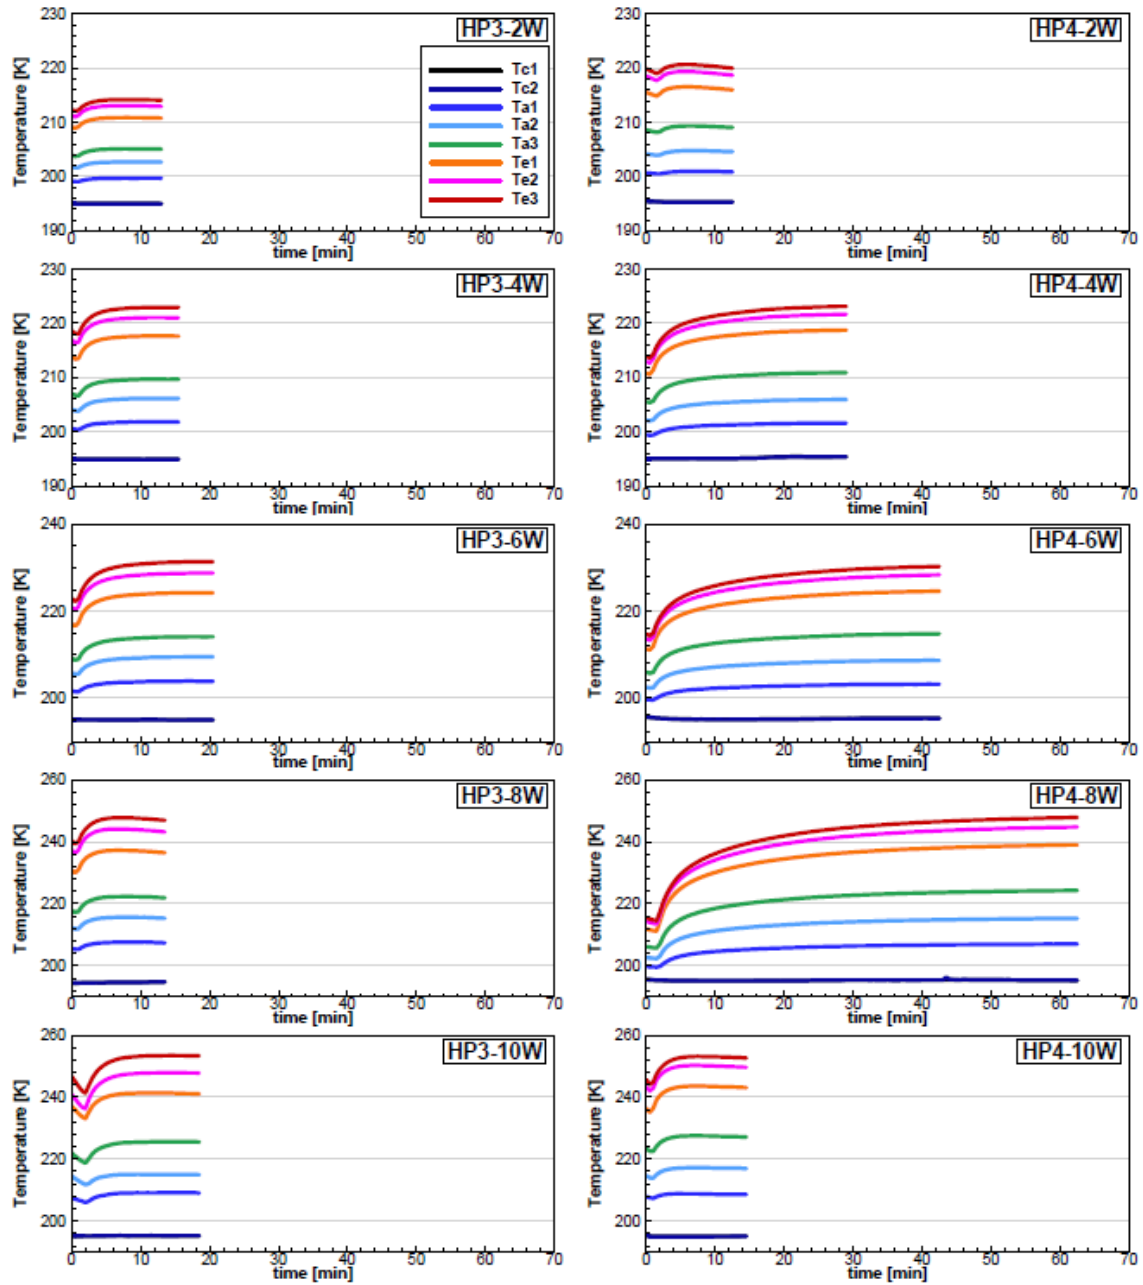 230
HP3-2W
220
210
200
190
Temperature [K]
Tc1
Tc2
Ta1
Ta2
Ta3
Te1
Te2
Te3
0 10 20 30 40 50 60 70
time [min]
230
HP4-2W
220
210
200
190
Temperature [K]
0 10 20 30 40 50 60 70
time [min]
230
HP3-4W
220
210
200
190
Temperature [K]
0 10 20 30 40 50 60 70
time [min]
230
HP4-4W
220
210
200
190
Temperature [K]
0 10 20 30 40 50 60 70
time [min]
240
HP3-6W
220
200
Temperature [K]
0 10 20 30 40 50 60 70
time [min]
240
HP4-6W
220
200
Temperature [K]
0 10 20 30 40 50 60 70
time [min]
260
HP3-8W
240
220
200
Temperature [K]
0 10 20 30 40 50 60 70
time [min]
260
HP4-8W
240
220
200
Temperature [K]
0 10 20 30 40 50 60 70
time [min]
260
HP3-10W
240
220
200
Temperature [K]
0 10 20 30 40 50 60 70
time [min]
260
HP4-10W
240
220
200
Temperature [K]
0 10 20 30 40 50 60 70
time [min]